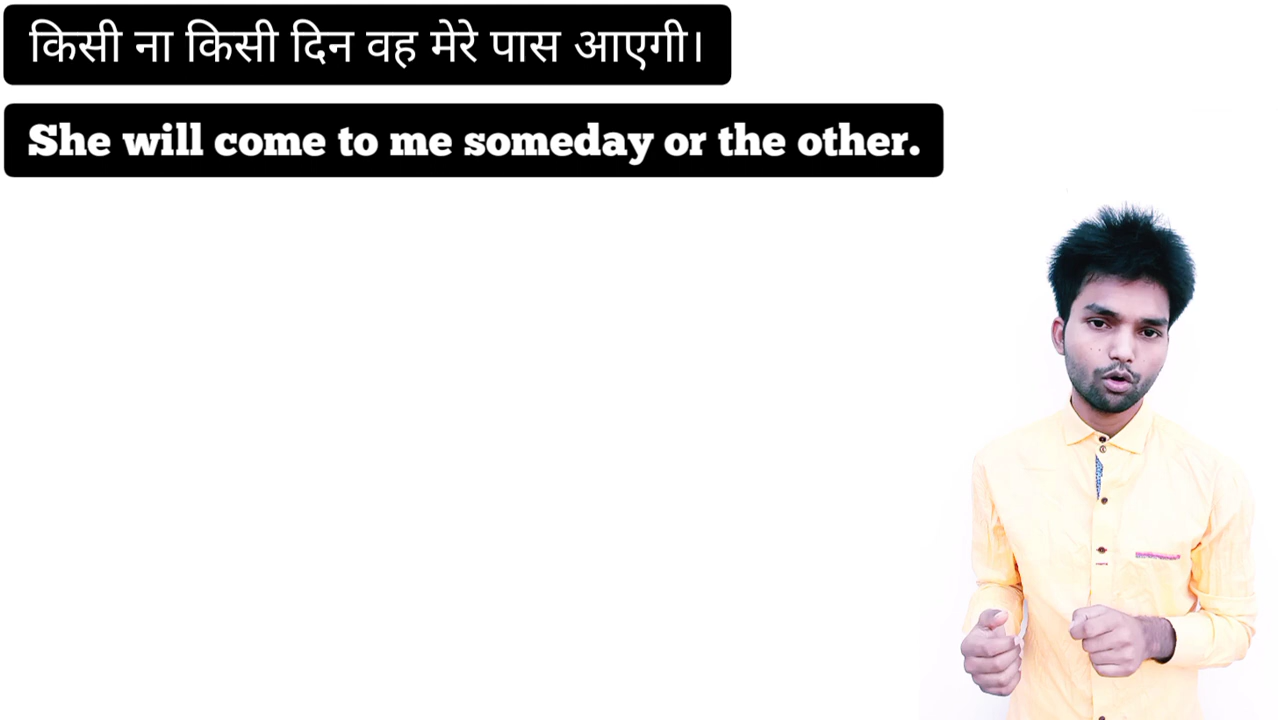 किसी ना किसी दिन वह मेरे पास आएगी।
She will come to me someday or the other.